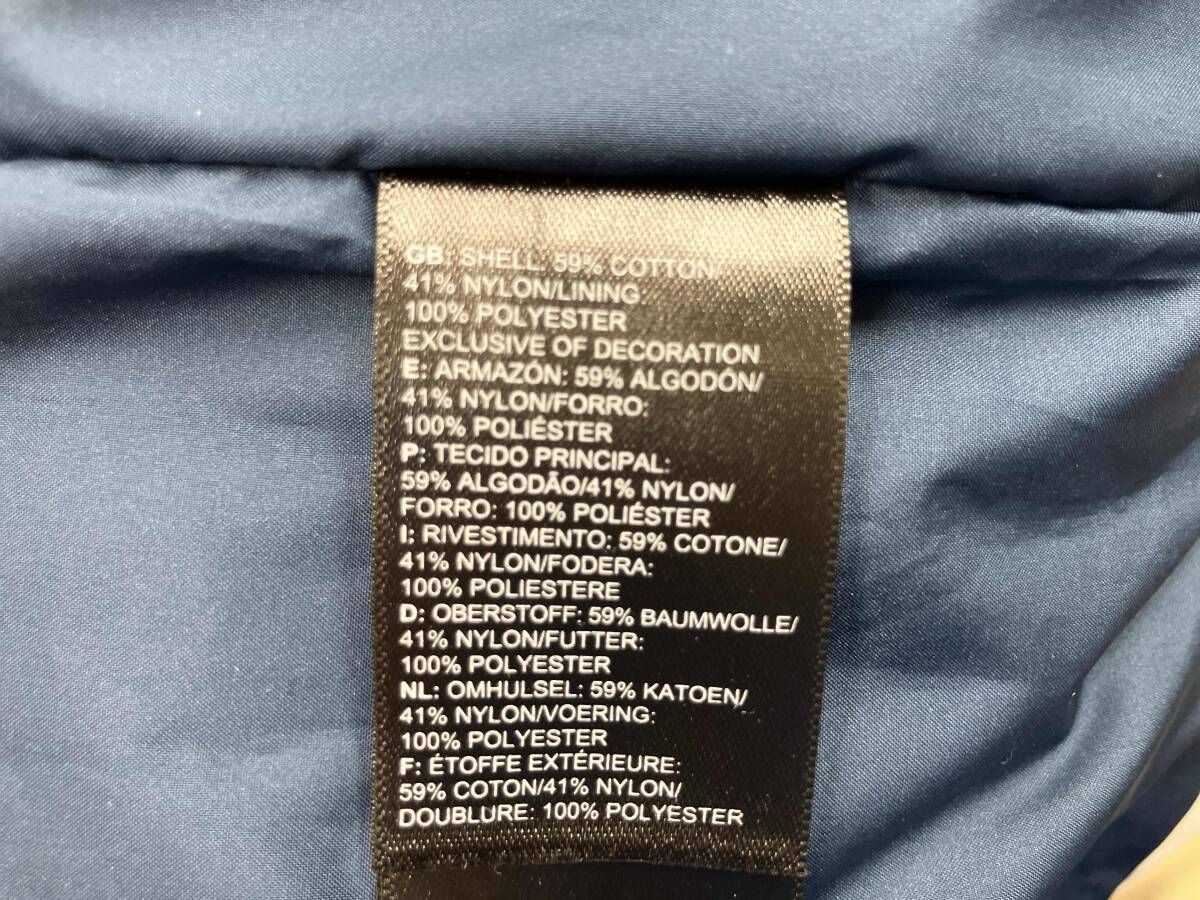 GB: SHELL: 59% COTTON/
41% NYLON/LINING:
100% POLYESTER
EXCLUSIVE OF DECORATION
E: ARMAZÓN: 59% ALGODÓN/
41% NYLON/FORRO:
100% POLIÉSTER
P: TECIDO PRINCIPAL:
59% ALGODÃO/41% NYLON/
FORRO: 100% POLIÉSTER
I: RIVESTIMENTO: 59% COTONE/
41% NYLON/FODERA:
100% POLIESTERE
D: OBERSTOFF: 59% BAUMWOLLE/
41% NYLON/FUTTER:
100% POLYESTER
NL: OMHULSEL: 59% KATOEN/
41% NYLON/VOERING:
100% POLYESTER
F: ÉTOFFE EXTÉRIEURE:
59% COTON/41% NYLON/
DOUBLURE: 100% POLYESTER